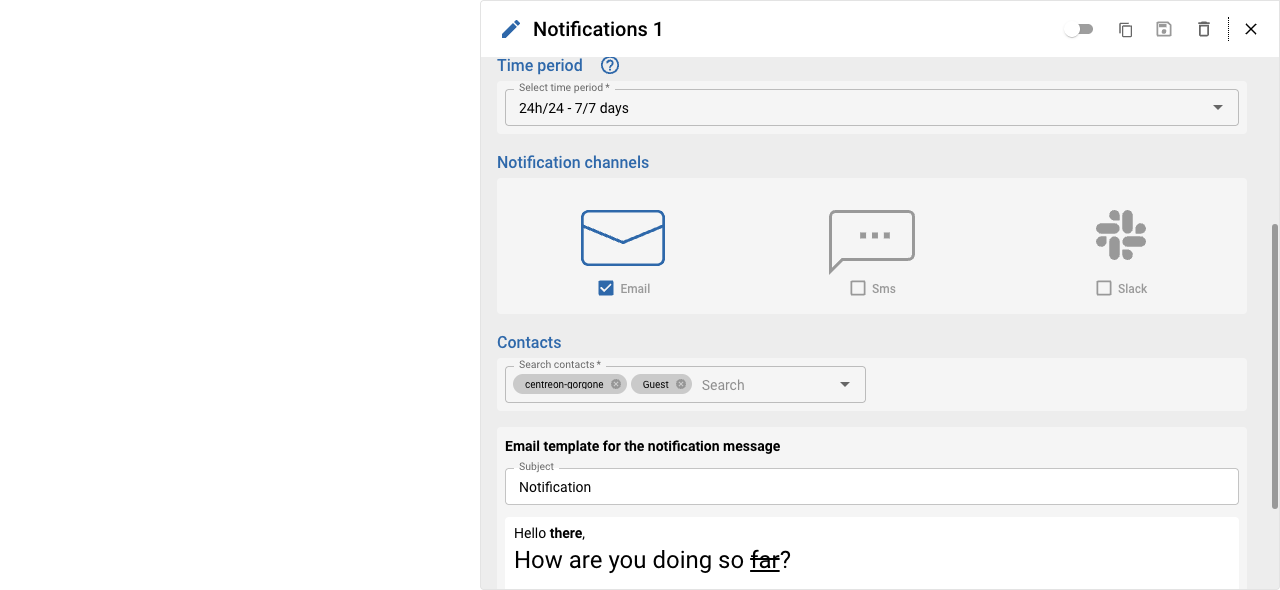 Notifications 1
Time period
Select time period *
24h/24 - 7/7 days
Notification channels
Email
Sms
Slack
Contacts
Search contacts *
centreon-gorgone Guest Search
Email template for the notification message
Subject
Notification
Hello there,
How are you doing so far?